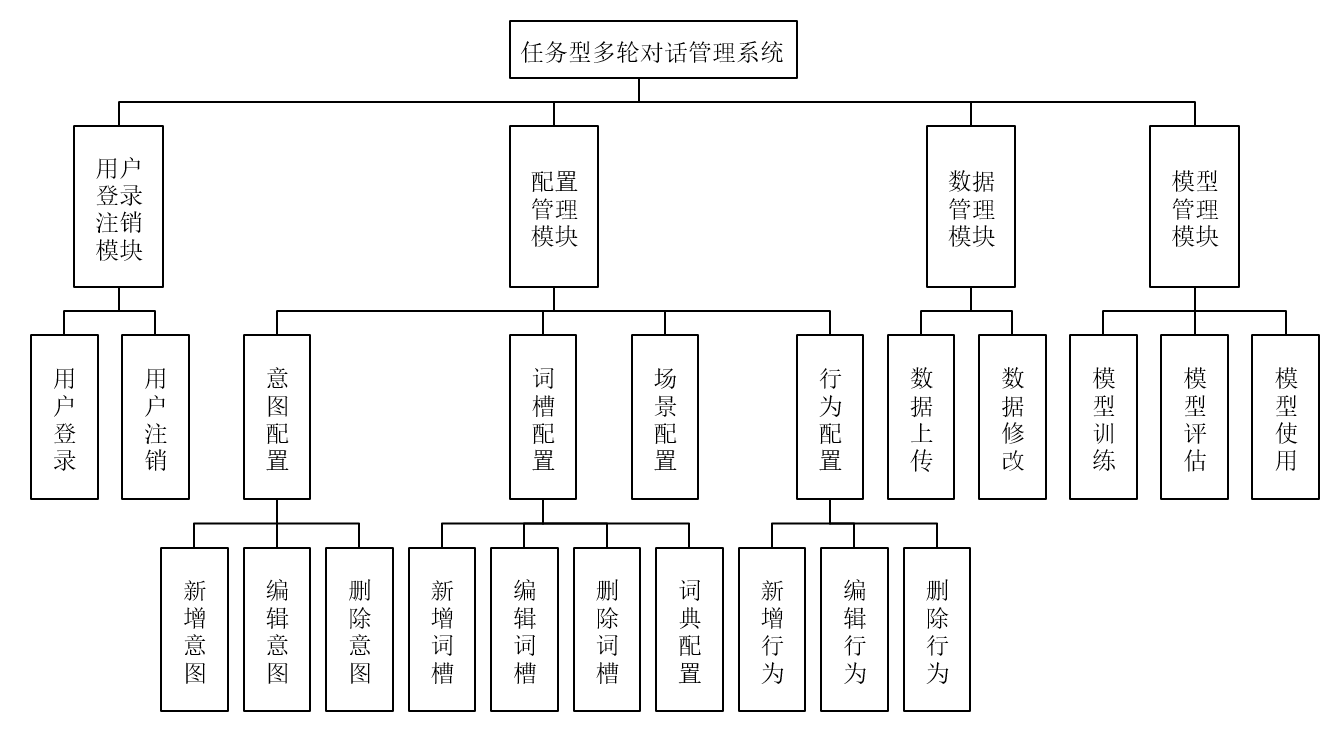 任务型多轮对话管理系统
用户
登录
注销
模块
配置
管理
模块
数据
管理
模块
模型
管理
模块
用户登录
用户注销
意图配置
词槽配置
场景配置
行为配置
数据上传
数据修改
模型训练
模型评估
模型使用
新增意图
编辑意图
删除意图
新增词槽
编辑词槽
删除词槽
词典配置
新增行为
编辑行为
删除行为